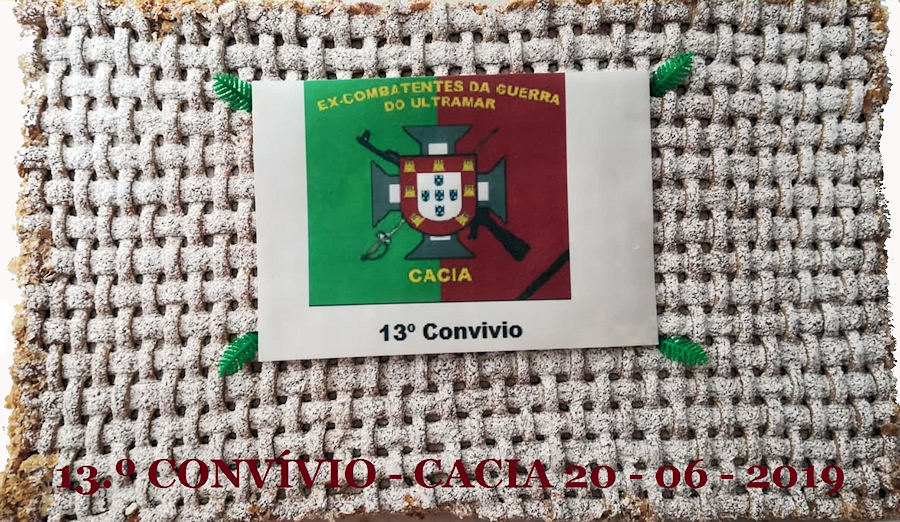 EX-COMBATENTES DA GUERRA
DO ULTRAMAR
CACIA
13º Convivio
13.º CONVÍVIO - CACIA 20 - 06 - 2019